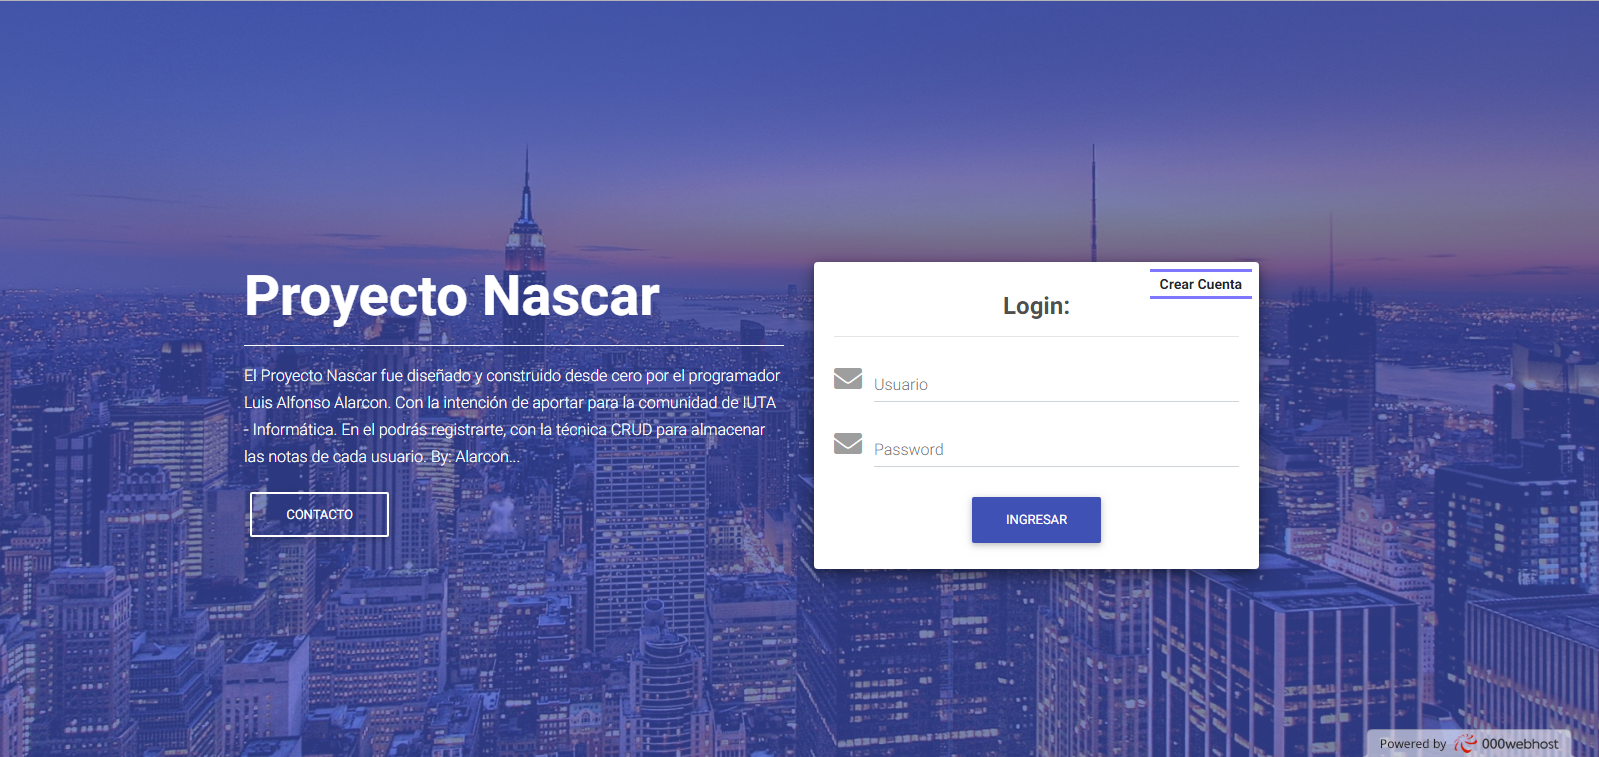 Proyecto Nascar
El Proyecto Nascar fue diseñado y construido desde cero por el programador
Luis Alfonso Alarcon. Con la intención de aportar para la comunidad de IUTA
- Informática. En el podrás registrarte, con la técnica CRUD para almacenar
las notas de cada usuario. By: Alarcon...
CONTACTO
Crear Cuenta
Login:
Usuario
Password
INGRESAR
Powered by 000webhost